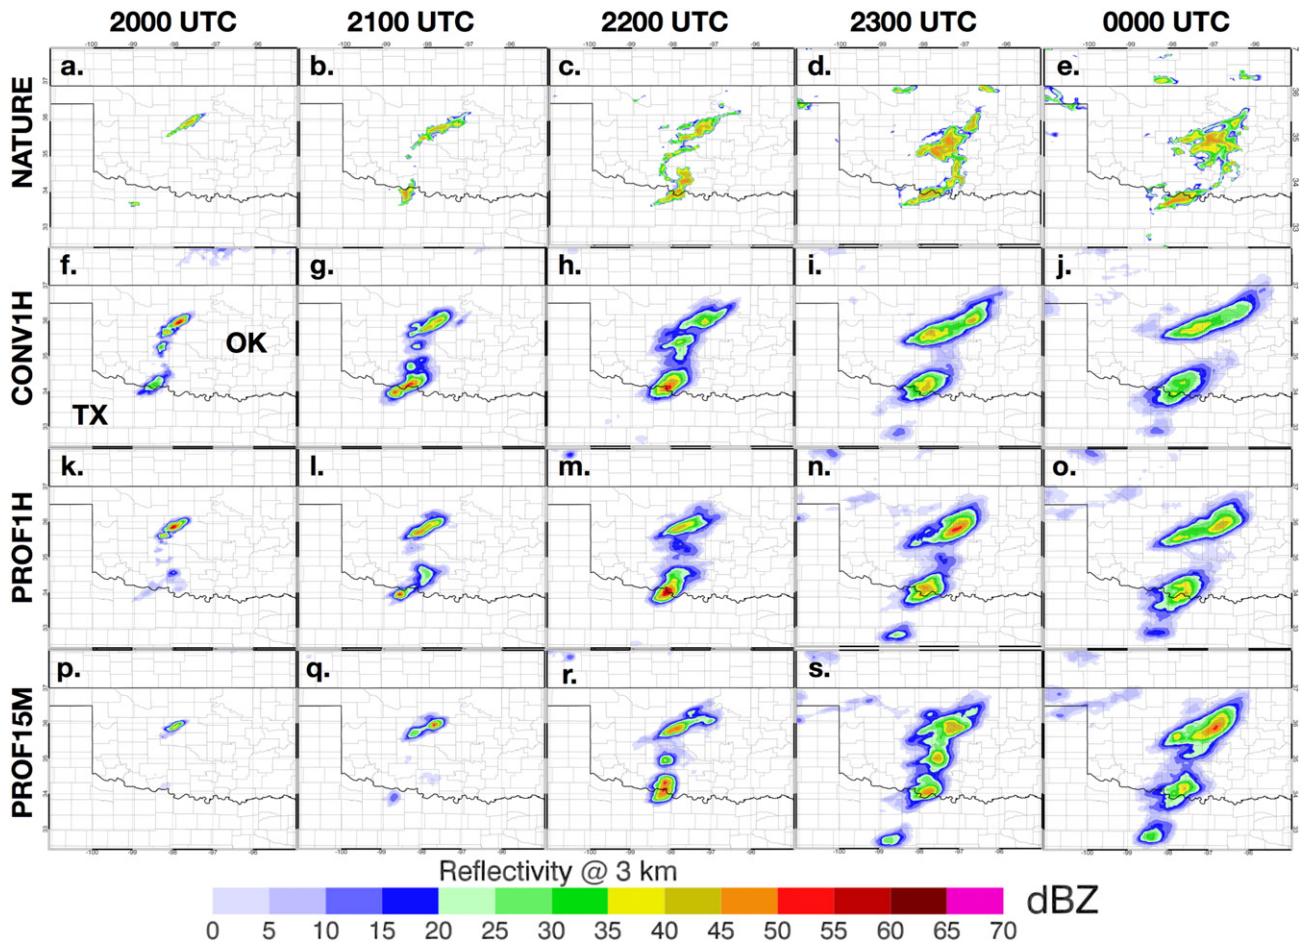 2000 UTC 2100 UTC 2200 UTC 2300 UTC 0000 UTC
NATURE
a. b. c. d. e.
CONV1H
f. g. h. i. j.
OK
TX
PROF1H
k. l. m. n. o.
PROF15M
p. q. r. s.
Reflectivity @ 3 km
dBZ
0 5 10 15 20 25 30 35 40 45 50 55 60 65 70